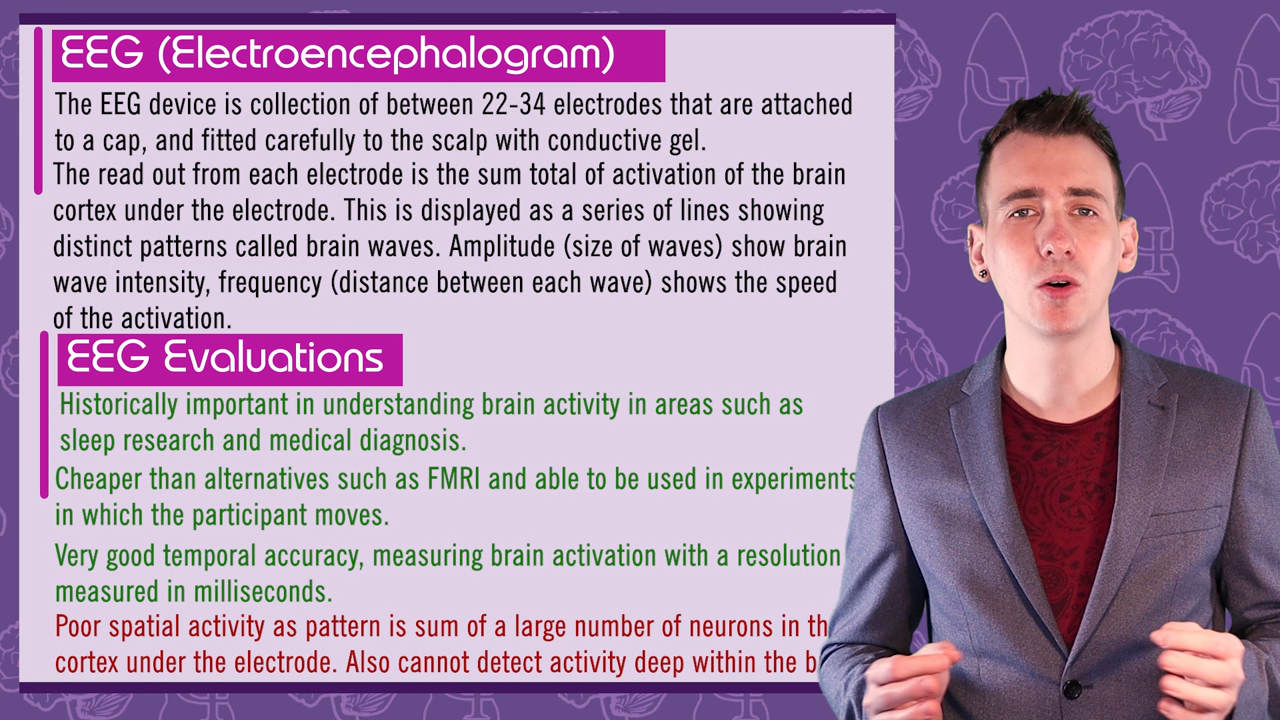 EEG (Electroencephalogram)
The EEG device is collection of between 22-34 electrodes that are attached
to a cap, and fitted carefully to the scalp with conductive gel.
The read out from each electrode is the sum total of activation of the brain
cortex under the electrode. This is displayed as a series of lines showing
distinct patterns called brain waves. Amplitude (size of waves) show brain
wave intensity, frequency (distance between each wave) shows the speed
of the activation.
EEG Evaluations
Historically important in understanding brain activity in areas such as
sleep research and medical diagnosis.
Cheaper than alternatives such as FMRI and able to be used in experiments
in which the participant moves.
Very good temporal accuracy, measuring brain activation with a resolution
measured in milliseconds.
Poor spatial activity as pattern is sum of a large number of neurons in
cortex under the electrode. Also cannot detect activity deep within the